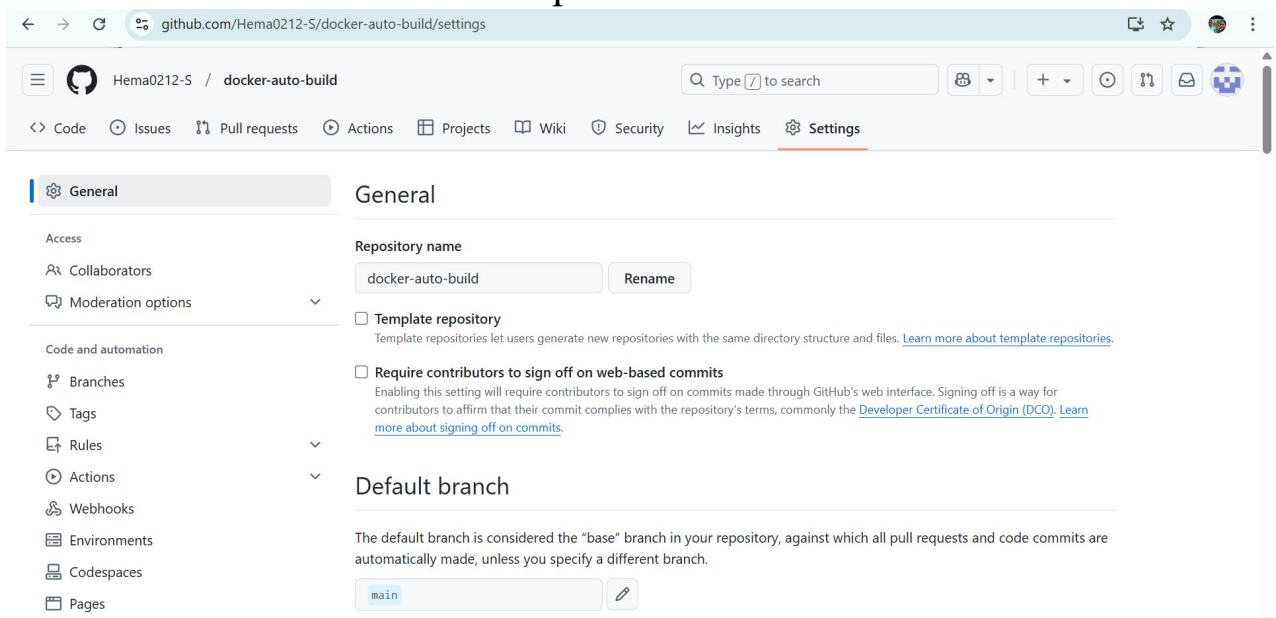 github.com/Hema0212-S/docker-auto-build/settings
Hema0212-S / docker-auto-build
Type / to search
Code
Issues
Pull requests
Actions
Projects
Wiki
Security
Insights
Settings
General
Access
Collaborators
Moderation options
Code and automation
Branches
Tags
Rules
Actions
Webhooks
Environments
Codespaces
Pages
General
Repository name
docker-auto-build
Rename
Template repository
Template repositories let users generate new repositories with the same directory structure and files. Learn more about template repositories.
Require contributors to sign off on web-based commits
Enabling this setting will require contributors to sign off on commits made through GitHub's web interface. Signing off is a way for
contributors to affirm that their commit complies with the repository's terms, commonly the Developer Certificate of Origin (DCO). Learn
more about signing off on commits.
Default branch
The default branch is considered the “base” branch in your repository, against which all pull requests and code commits are
automatically made, unless you specify a different branch.
main